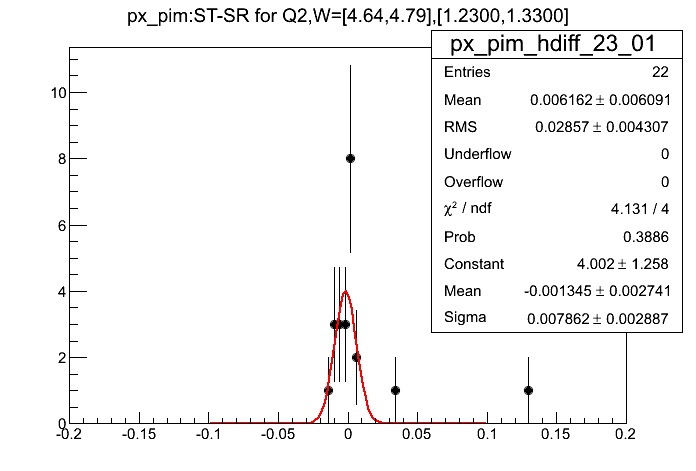 px_pim:ST-SR for Q2,W=[4.64,4.79],[1.2300,1.3300]
px_pim_hdiff_23_01
Entries 22
Mean 0.006162 ± 0.006091
RMS 0.02857 ± 0.004307
Underflow 0
Overflow 0
χ² / ndf 4.131 / 4
Prob 0.3886
Constant 4.002 ± 1.258
Mean -0.001345 ± 0.002741
Sigma 0.007862 ± 0.002887
10
8
6
4
2
0
-0.2 -0.15 -0.1 -0.05 0 0.05 0.1 0.15 0.2